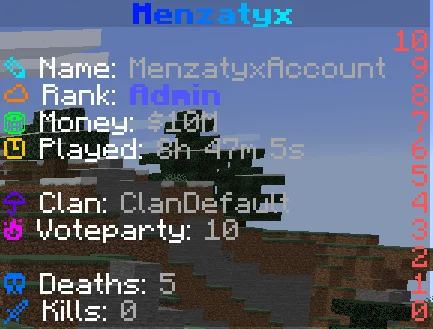 Menzatyx
10
Name: MenzatyxAccount 9
Rank: Admin 8
Money: $10M 7
Played: 8h 47m 5s 6
5
Clan: ClanDefault 4
Voteparty: 10 3
2
Deaths: 5 1
Kills: 0 0